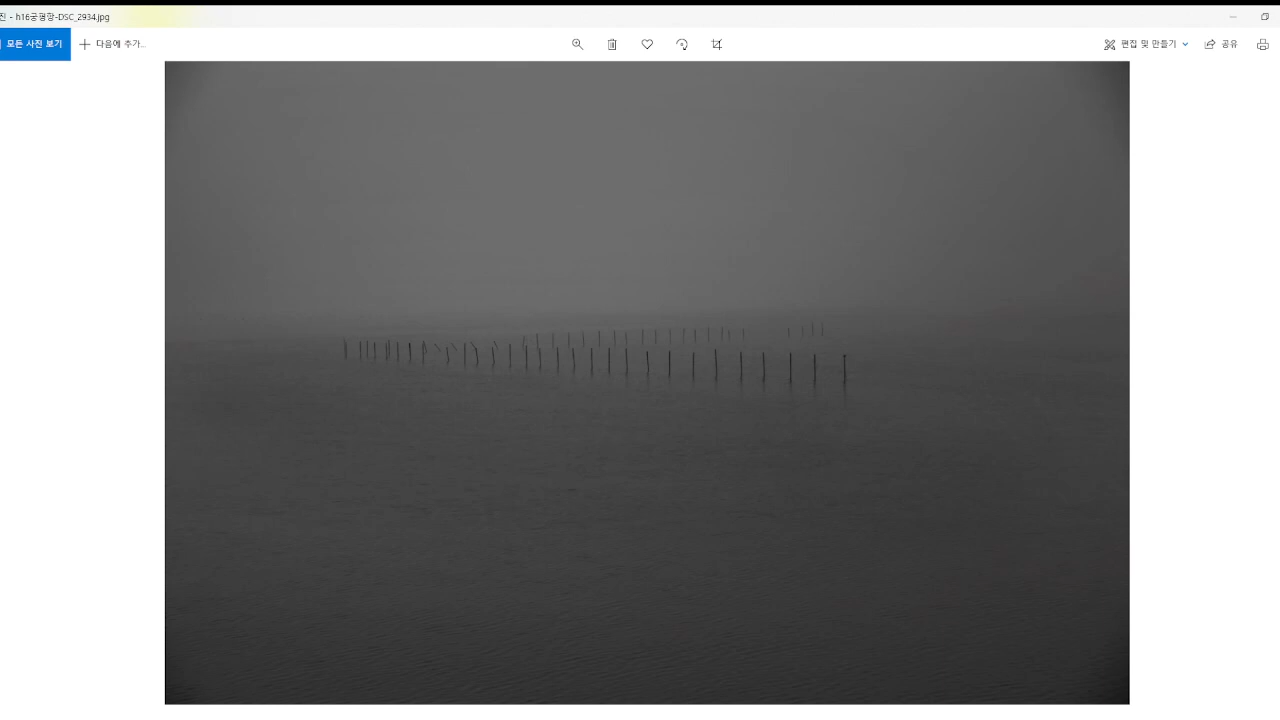 진 - h16궁평항-DSC_2934.jpg
모든 사진 보기
다음에 추가..
편집 및 만들기
공유